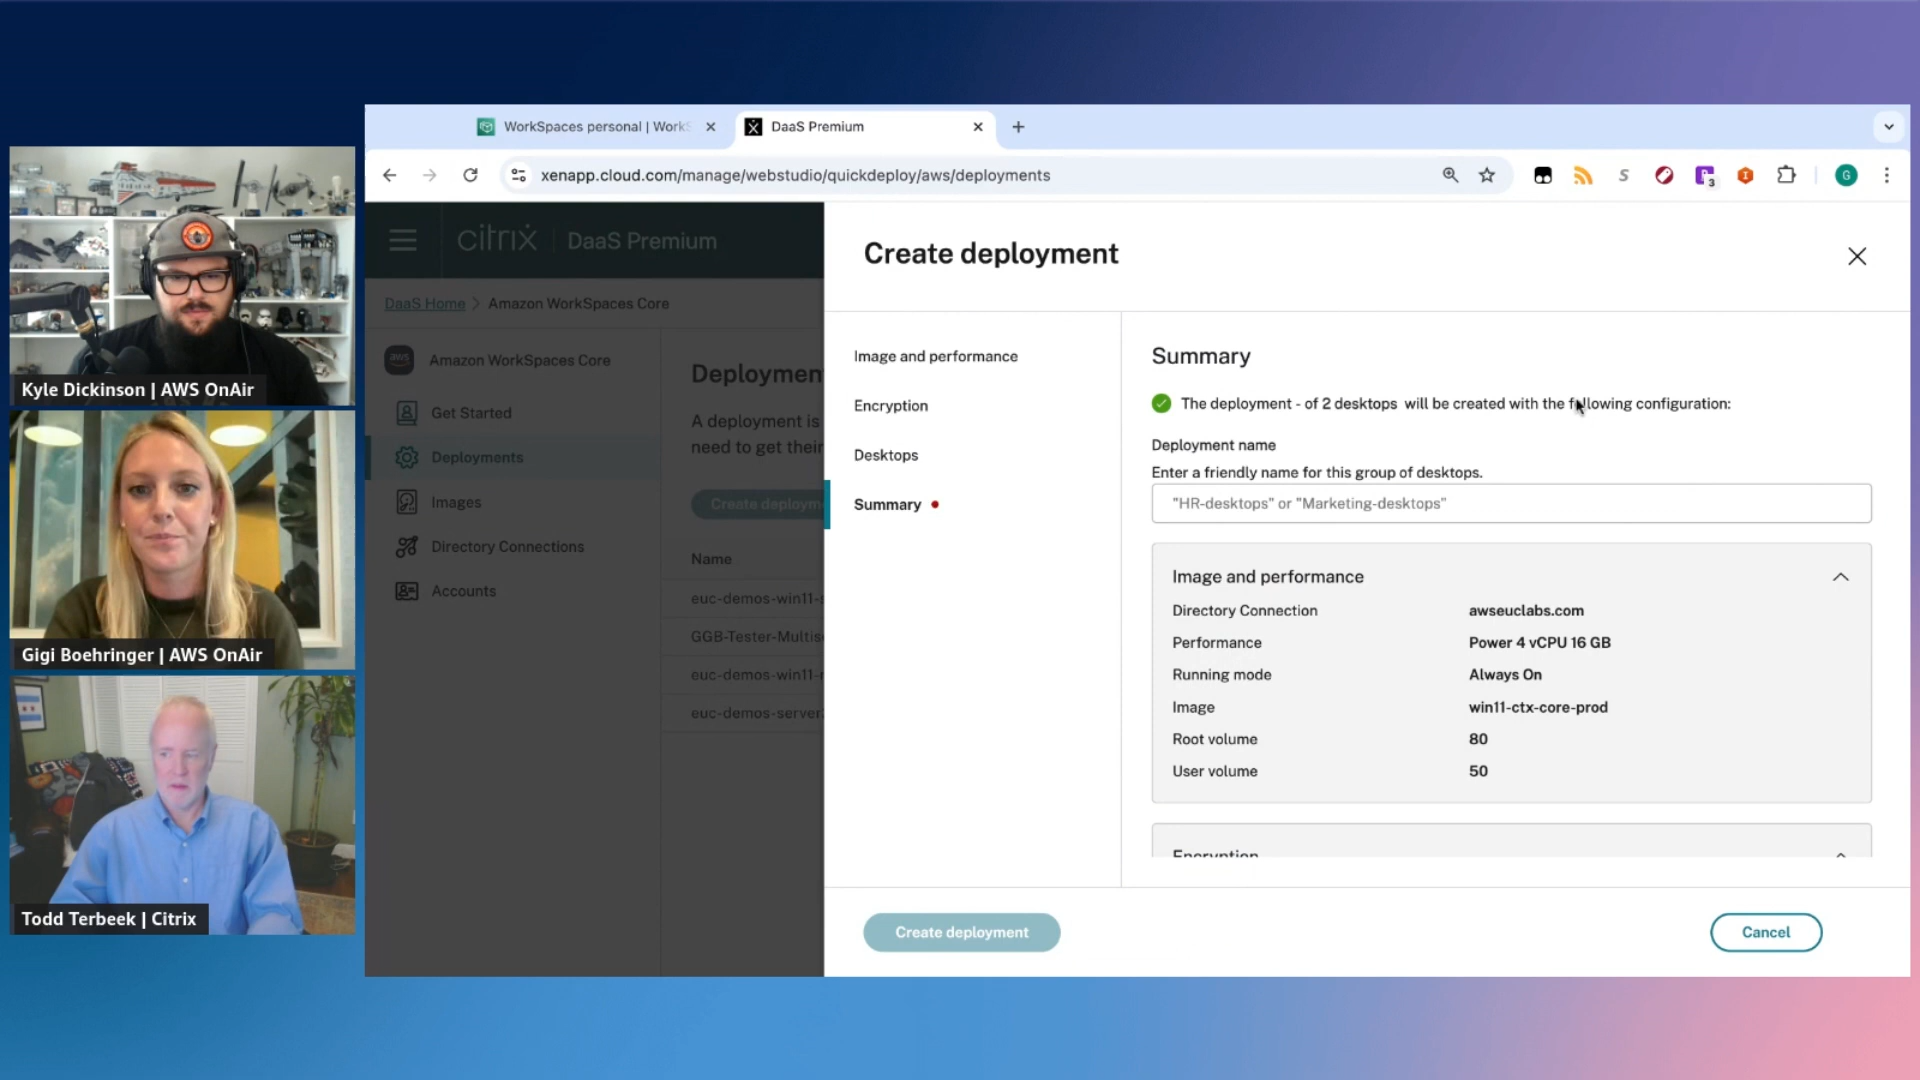 WorkSpaces personal | WorkS
DaaS Premium
xenapp.cloud.com/manage/webstudio/quickdeploy/aws/deployments
S
3
G
citrix | DaaS Premium
DaaS Home > Amazon WorkSpaces Core
aws
Amazon WorkSpaces Core
Get Started
Deployments
Images
Directory Connections
Accounts
Deploymen
A deployment is
need to get their
Create deploym
Name
euc-demos-win11-s
GGB-Tester-Multis
euc-demos-win11-r
euc-demos-server
Create deployment
Image and performance
Encryption
Desktops
Summary
Summary
The deployment - of 2 desktops will be created with the following configuration:
Deployment name
Enter a friendly name for this group of desktops.
"HR-desktops" or "Marketing-desktops"
Image and performance
Directory Connection awseuclabs.com
Performance Power 4 vCPU 16 GB
Running mode Always On
Image win11-ctx-core-prod
Root volume 80
User volume 50
Encryption
Create deployment
Cancel
Kyle Dickinson | AWS OnAir
Gigi Boehringer | AWS OnAir
Todd Terbeek | Citrix